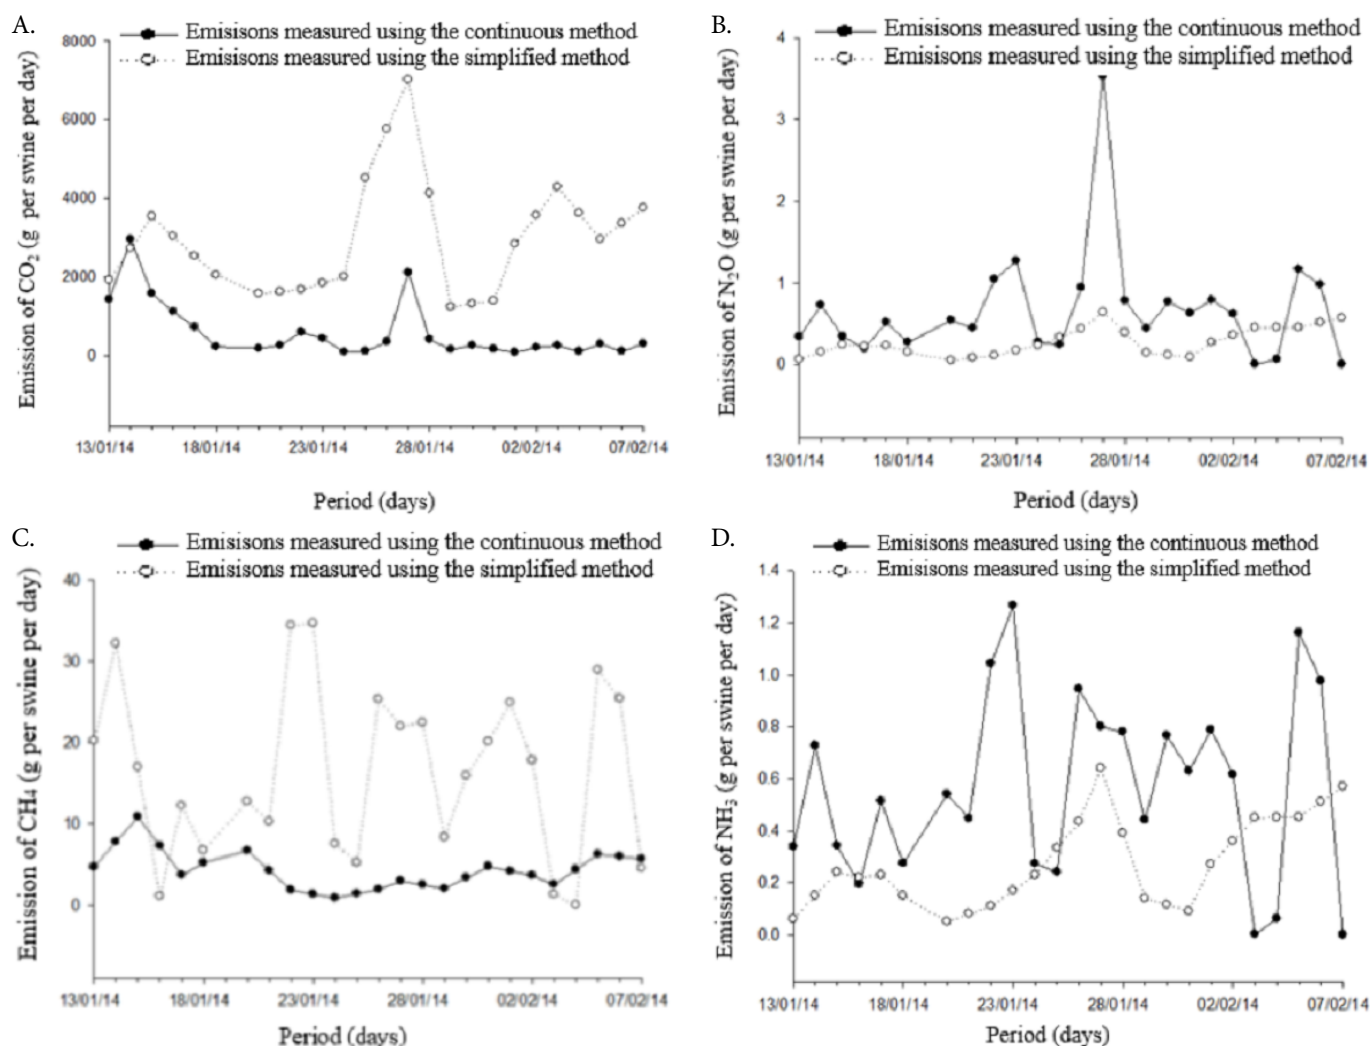 A.
Emisisons measured using the continuous method
Emisisons measured using the simplified method
Emission of CO2 (g per swine per day)
8000
6000
4000
2000
0
13/01/14 18/01/14 23/01/14 28/01/14 02/02/14 07/02/14
Period (days)
B.
Emisisons measured using the continuous method
Emisisons measured using the simplified method
Emission of N2O (g per swine per day)
4
3
2
1
0
13/01/14 18/01/14 23/01/14 28/01/14 02/02/14 07/02/14
Period (days)
C.
Emisisons measured using the continuous method
Emisisons measured using the simplified method
Emission of CH4 (g per swine per day)
40
30
20
10
0
13/01/14 18/01/14 23/01/14 28/01/14 02/02/14 07/02/14
Period (days)
D.
Emisisons measured using the continuous method
Emisisons measured using the simplified method
Emission of NH3 (g per swine per day)
1.4
1.2
1.0
0.8
0.6
0.4
0.2
0.0
13/01/14 18/01/14 23/01/14 28/01/14 02/02/14 07/02/14
Period (days)